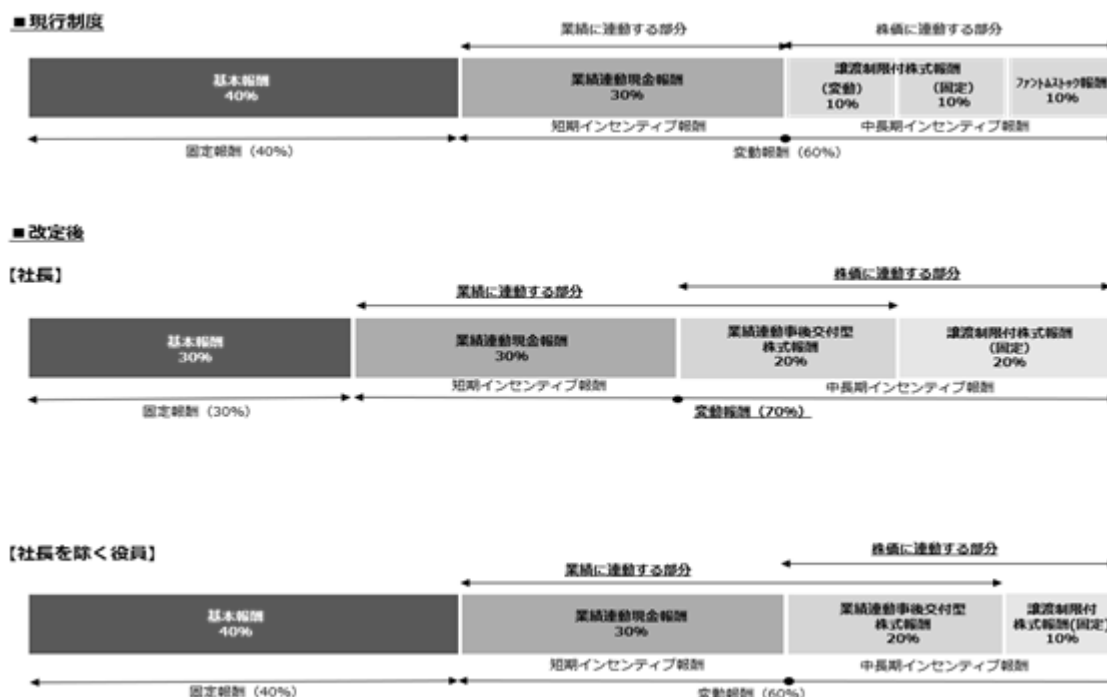 ■現行制度
業績に連動する部分
株価に連動する部分
基本報酬
40%
業績連動現金報酬
30%
譲渡制限付株式報酬
(変動)
10%
(固定)
10%
ファントムストック報酬
10%
短期インセンティブ報酬
中長期インセンティブ報酬
固定報酬（40%）
変動報酬（60%）
■改定後
【社長】
株価に連動する部分
業績に連動する部分
基本報酬
30%
業績連動現金報酬
30%
業績連動事後交付型
株式報酬
20%
譲渡制限付株式報酬
(固定)
20%
短期インセンティブ報酬
中長期インセンティブ報酬
固定報酬（30%）
変動報酬（70%）
【社長を除く役員】
株価に連動する部分
業績に連動する部分
基本報酬
40%
業績連動現金報酬
30%
業績連動事後交付型
株式報酬
20%
譲渡制限付
株式報酬(固定)
10%
短期インセンティブ報酬
中長期インセンティブ報酬
固定報酬（40%）
変動報酬（60%）